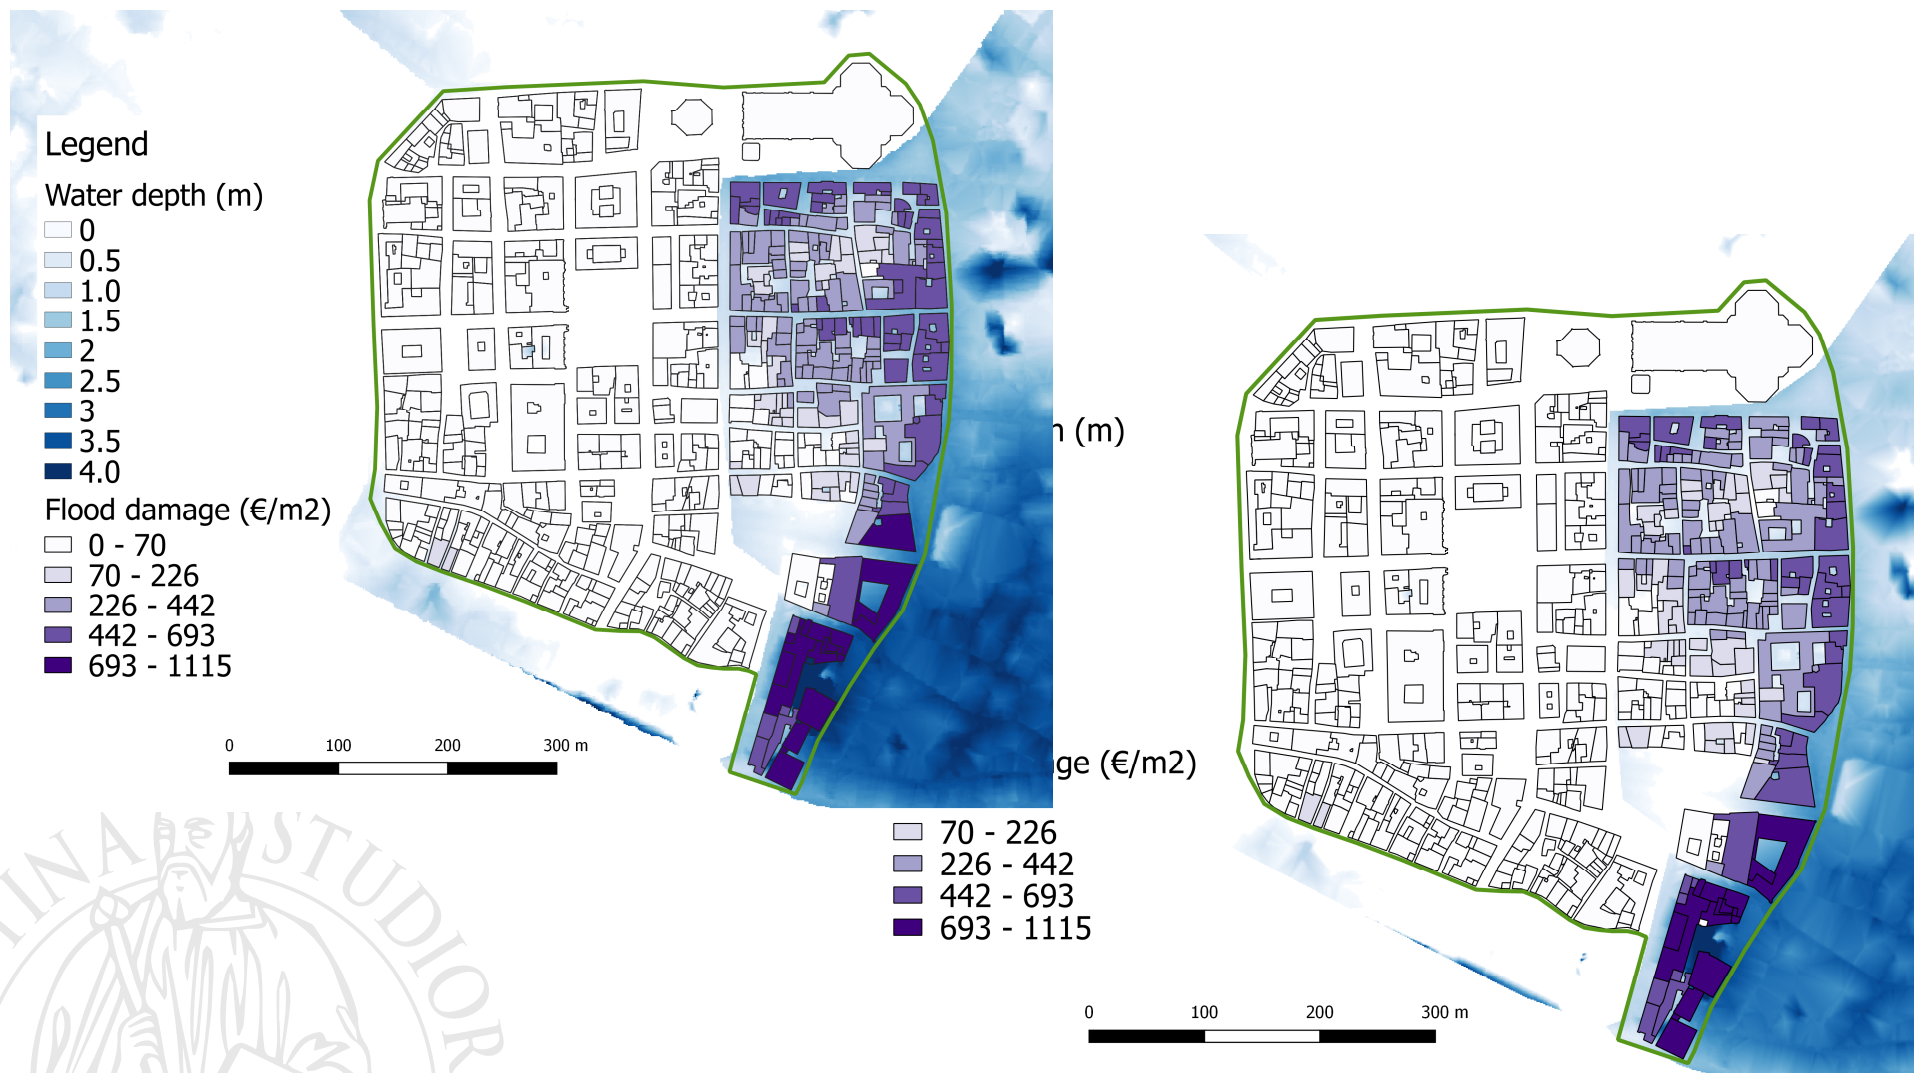 Legend
Water depth (m)
0
0.5
1.0
1.5
2
2.5
3
3.5
4.0
Flood damage (€/m2)
0 - 70
70 - 226
226 - 442
442 - 693
693 - 1115
0 100 200 300 m
(m)
ge (€/m2)
70 - 226
226 - 442
442 - 693
693 - 1115
0 100 200 300 m
INA STUDIOR